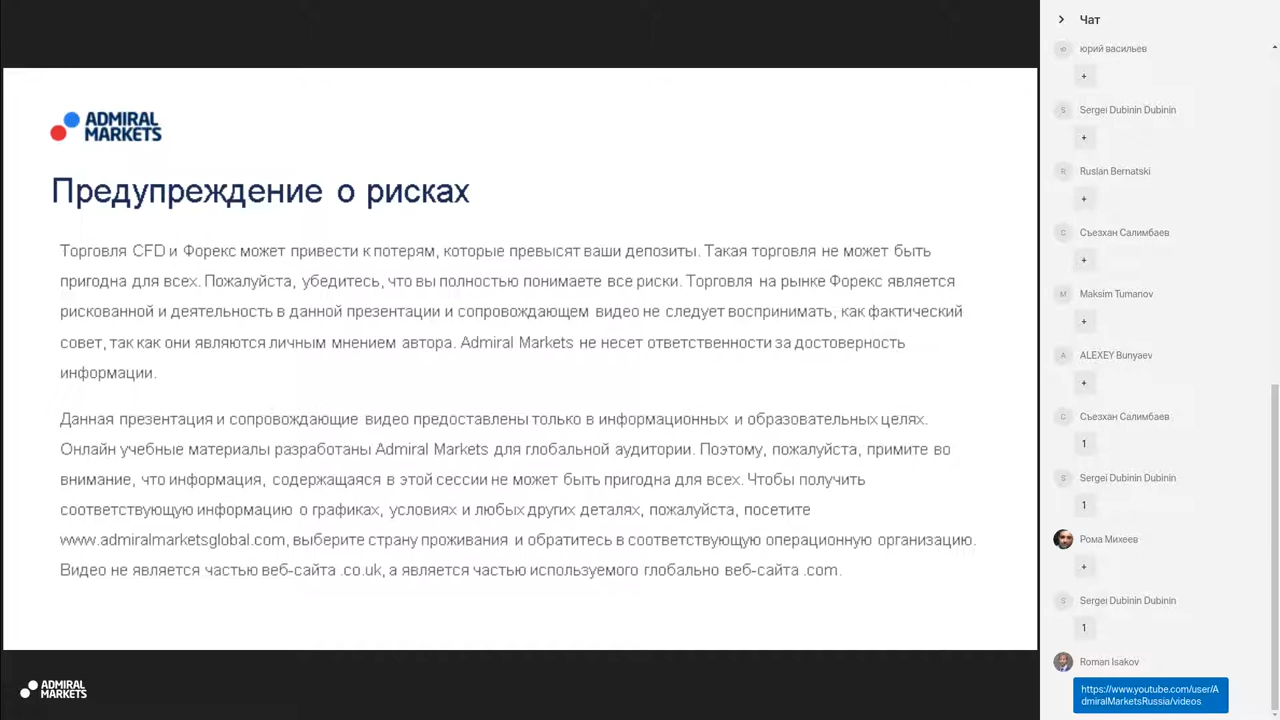 ADMIRAL
MARKETS
Предупреждение о рисках
Торговля CFD и Форекс может привести к потерям, которые превысят ваши депозиты. Такая торговля не может быть
пригодна для всех. Пожалуйста, убедитесь, что вы полностью понимаете все риски. Торговля на рынке Форекс является
рискованной и деятельность в данной презентации и сопровождающем видео не следует воспринимать, как фактический
совет, так как они являются личным мнением автора. Admiral Markets не несет ответственности за достоверность
информации.
Данная презентация и сопровождающие видео предоставлены только в информационных и образовательных целях.
Онлайн учебные материалы разработаны Admiral Markets для глобальной аудитории. Поэтому, пожалуйста, примите во
внимание, что информация, содержащаяся в этой сессии не может быть пригодна для всех. Чтобы получить
соответствующую информацию о графиках, условиях и любых других деталях, пожалуйста, посетите
www.admiralmarketsglobal.com, выберите страну проживания и обратитесь в соответствующую операционную организацию.
Видео не является частью веб-сайта .co.uk, а является частью используемого глобально веб-сайта .com.
ADMIRAL
MARKETS
Чат
ю юрий васильев
+
S Sergei Dubinin Dubinin
+
R Ruslan Bernatski
+
С Съезхан Салимбаев
+
M Maksim Tumanov
+
A ALEXEY Bunyaev
+
С Съезхан Салимбаев
1
S Sergei Dubinin Dubinin
1
Рома Михеев
+
S Sergei Dubinin Dubinin
1
Roman Isakov
https://www.youtube.com/user/A
dmiralMarketsRussia/videos